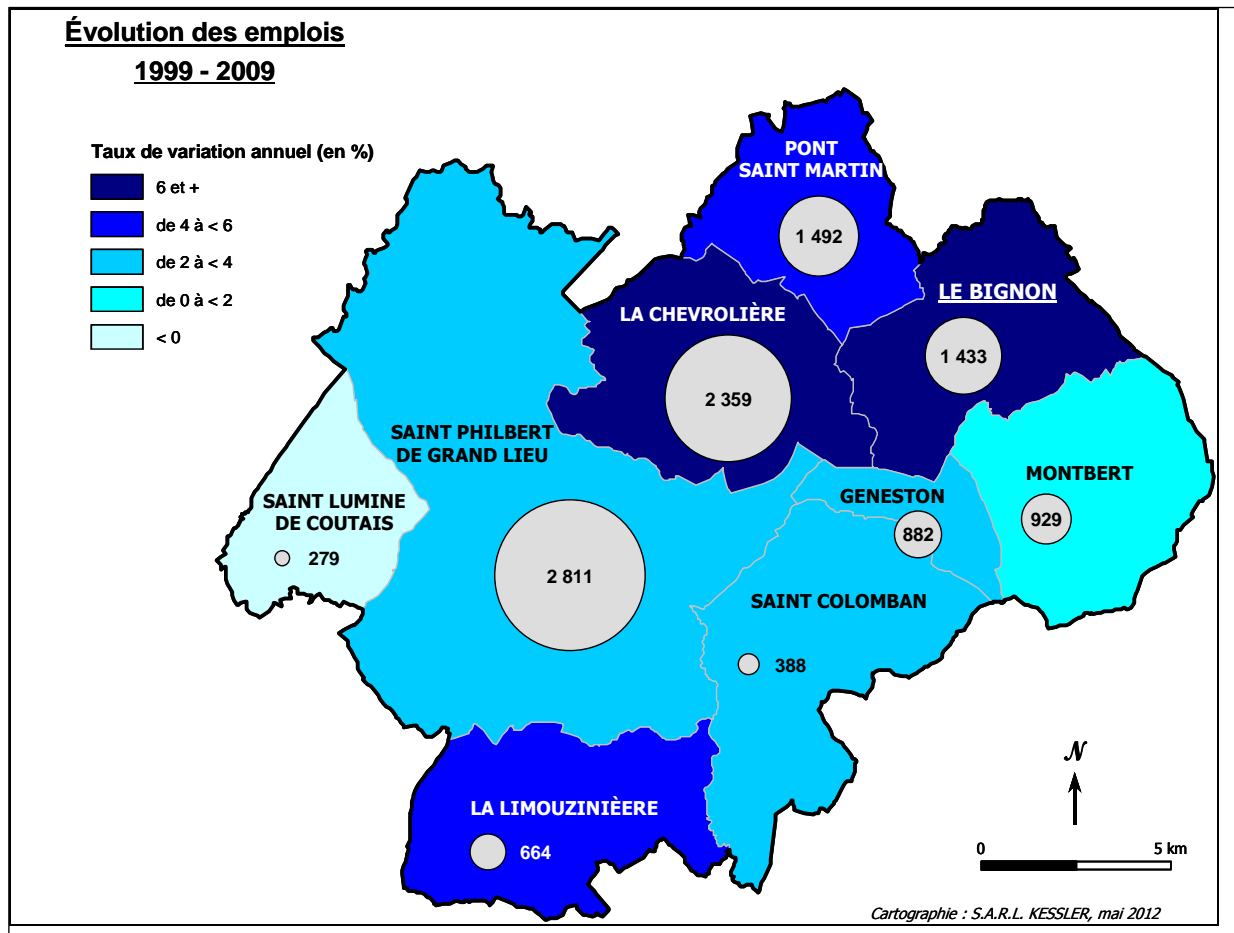 Évolution des emplois
1999 - 2009
Taux de variation annuel (en %)
6 et +
de 4 à < 6
de 2 à < 4
de 0 à < 2
< 0
PONT
SAINT MARTIN
1 492
LE BIGNON
1 433
LA CHEVROLIÈRE
2 359
SAINT PHILBERT
DE GRAND LIEU
2 811
MONTBERT
929
GENESTON
882
SAINT LUMINE
DE COUTAIS
279
SAINT COLOMBAN
388
LA LIMOUZINIÈERE
664
N
0 5 km
Cartographie : S.A.R.L. KESSLER, mai 2012